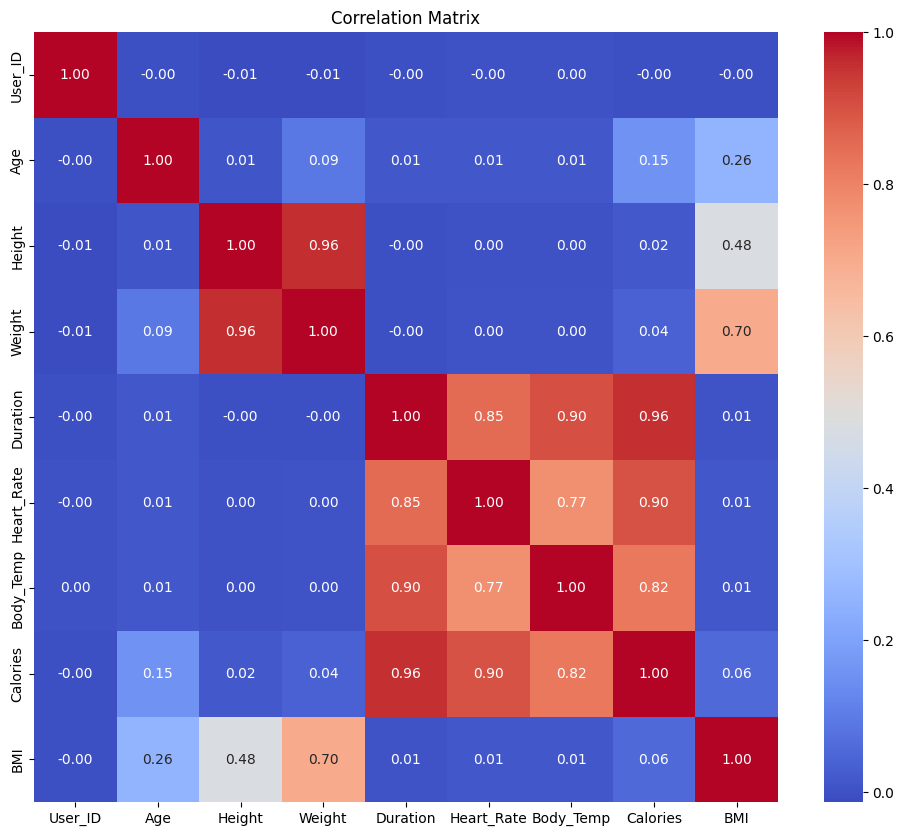 Correlation Matrix
User_ID 1.00 -0.00 -0.01 -0.01 -0.00 -0.00 0.00 -0.00 -0.00
Age -0.00 1.00 0.01 0.09 0.01 0.01 0.01 0.15 0.26
Height -0.01 0.01 1.00 0.96 -0.00 0.00 0.00 0.02 0.48
Weight -0.01 0.09 0.96 1.00 -0.00 0.00 0.00 0.04 0.70
Duration -0.00 0.01 -0.00 -0.00 1.00 0.85 0.90 0.96 0.01
Heart_Rate -0.00 0.01 0.00 0.00 0.85 1.00 0.77 0.90 0.01
Body_Temp 0.00 0.01 0.00 0.00 0.90 0.77 1.00 0.82 0.01
Calories -0.00 0.15 0.02 0.04 0.96 0.90 0.82 1.00 0.06
BMI -0.00 0.26 0.48 0.70 0.01 0.01 0.01 0.06 1.00
User_ID Age Height Weight Duration Heart_Rate Body_Temp Calories BMI
1.0
0.8
0.6
0.4
0.2
0.0